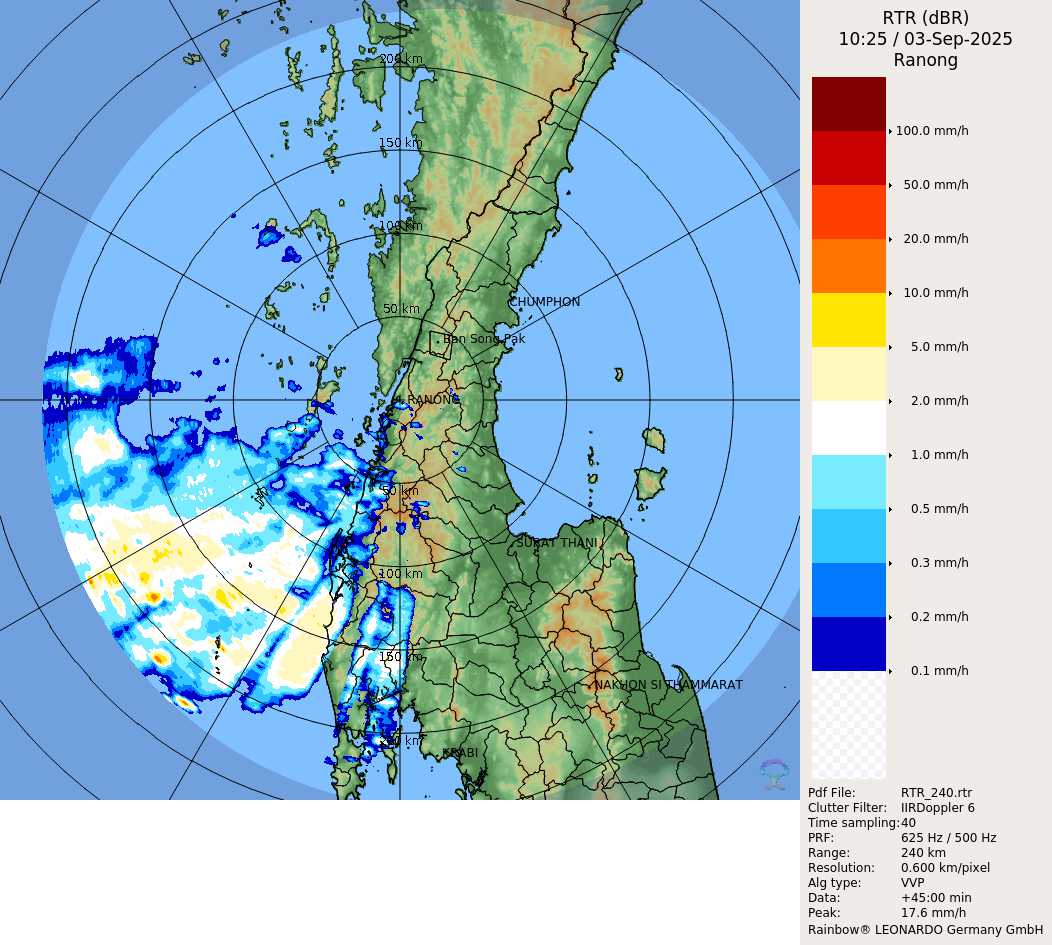 RTR (dBR)
10:25 / 03-Sep-2025
Ranong
200 km
150 km
100 km
50 km
CHUMPHON
Ban Song Pak
RANONG
50 km
SURAT THANI
100 km
150 km
NAKHON SI THAMMARAT
KRABI
100.0 mm/h
50.0 mm/h
20.0 mm/h
10.0 mm/h
5.0 mm/h
2.0 mm/h
1.0 mm/h
0.5 mm/h
0.3 mm/h
0.2 mm/h
0.1 mm/h
Pdf File: RTR_240.rtr
Clutter Filter: IIRDoppler 6
Time sampling:40
PRF: 625 Hz / 500 Hz
Range: 240 km
Resolution: 0.600 km/pixel
Alg type: VVP
Data: +45:00 min
Peak: 17.6 mm/h
Rainbow® LEONARDO Germany GmbH